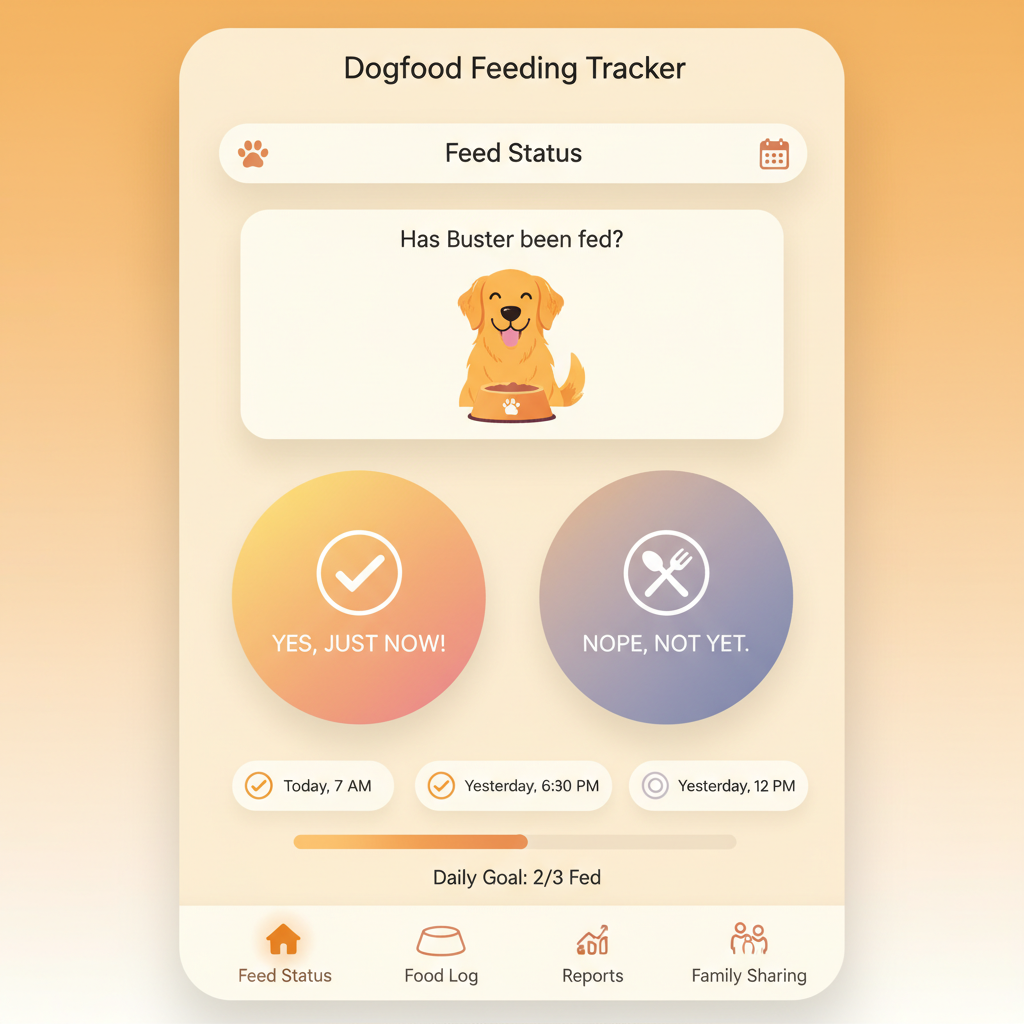 Dogfood Feeding Tracker
Feed Status
Has Buster been fed?
YES, JUST NOW!
NOPE, NOT YET.
Today, 7 AM
Yesterday, 6:30 PM
Yesterday, 12 PM
Daily Goal: 2/3 Fed
Feed Status
Food Log
Reports
Family Sharing